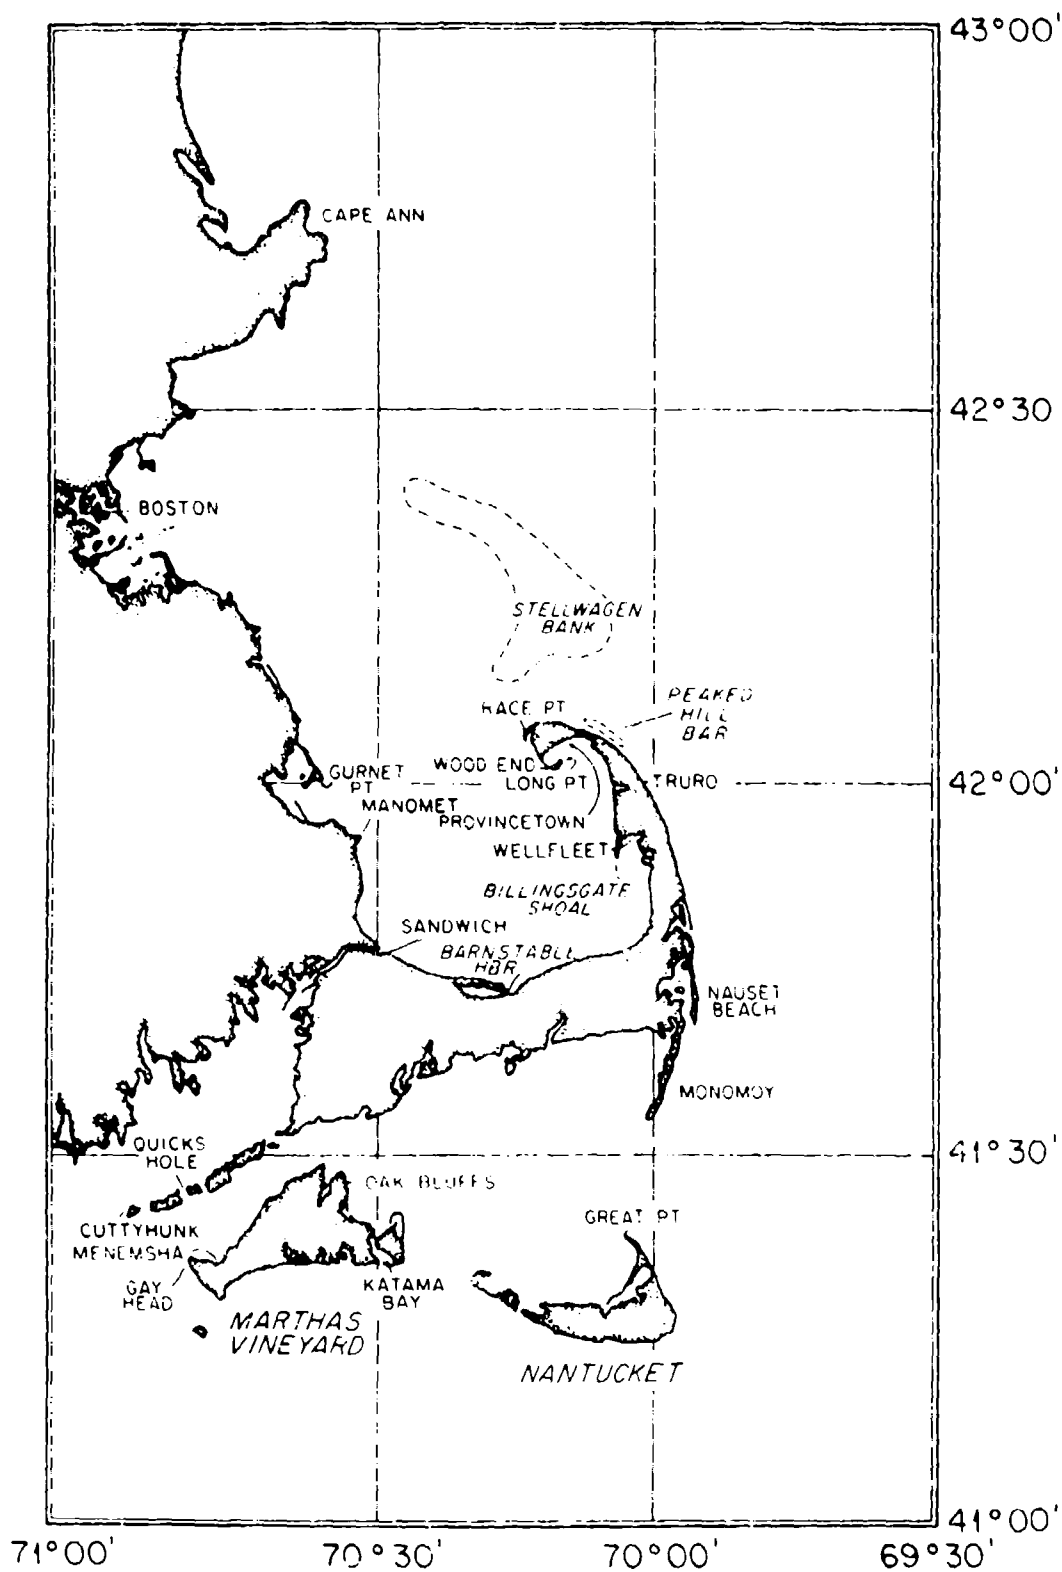 43°00'
CAPE ANN
42°30'
BOSTON
STELLWAGEN
BANK
RACE PT
PEAKED
HILL
BAR
GURNET
PT
WOOD END
LONG PT
TRURO
42°00'
MANOMET
PROVINCETOWN
WELLFLEET
BILLINGSGATE
SHOAL
SANDWICH
BARNSTABLE
HBR
NAUSET
BEACH
MONOMOY
QUICKS
HOLE
41°30'
OAK BLUFFS
CUTTYHUNK
MENEMSHA
GREAT PT
GAY
HEAD
KATAMA
BAY
MARTHAS
VINEYARD
NANTUCKET
41°00'
71°00'
70°30'
70°00'
69°30'